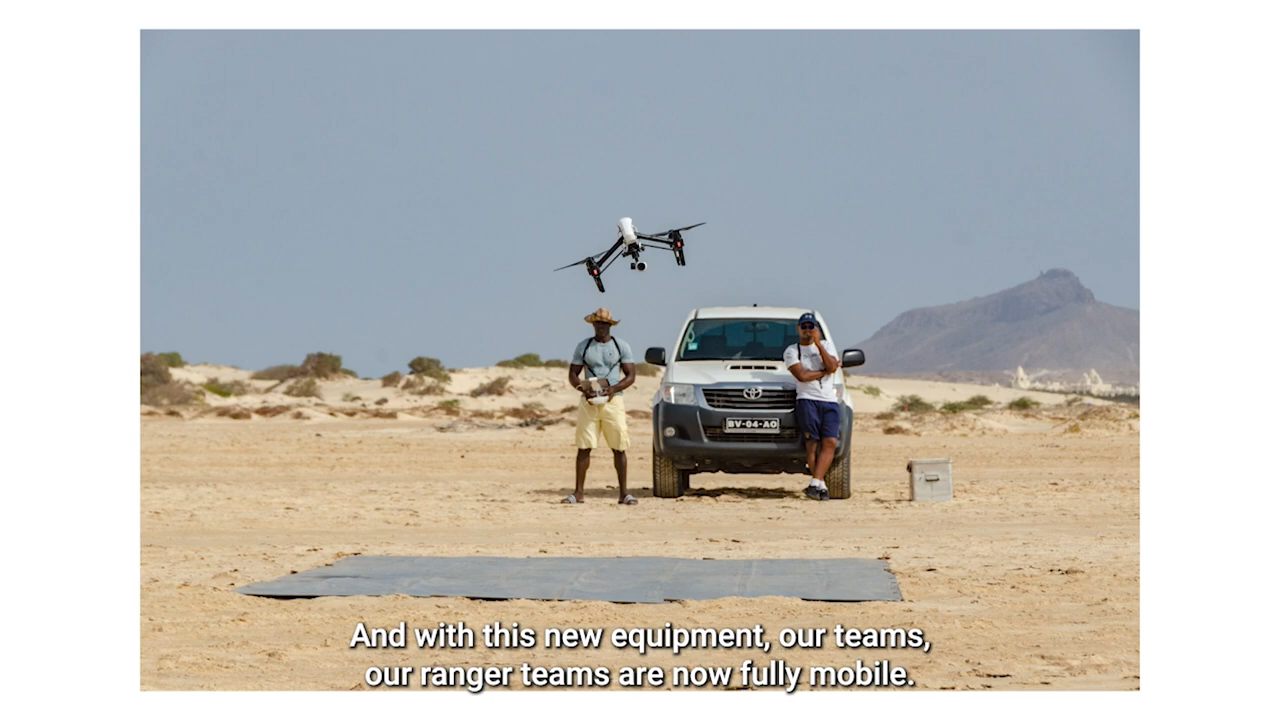 BV-04-AO
And with this new equipment, our teams,
our ranger teams are now fully mobile.